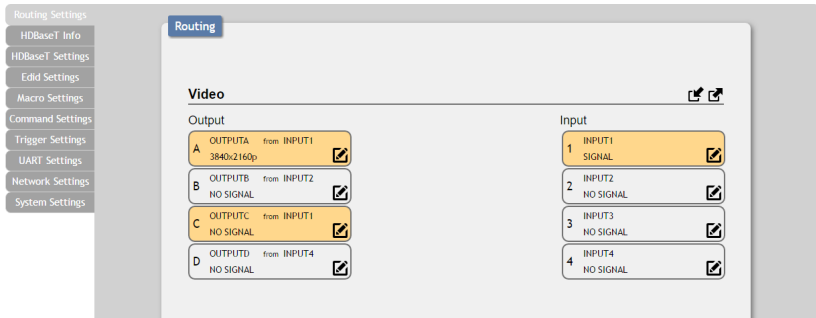 Routing Settings
HDBaseT Info
HDBaseT Settings
Edid Settings
Macro Settings
Command Settings
Trigger Settings
UART Settings
Network Settings
System Settings
Routing
Video
Output
A OUTPUTA from INPUT1
3840x2160p
B OUTPUTB from INPUT2
NO SIGNAL
C OUTPUTC from INPUT1
NO SIGNAL
D OUTPUTD from INPUT4
NO SIGNAL
Input
1 INPUT1
SIGNAL
2 INPUT2
NO SIGNAL
3 INPUT3
NO SIGNAL
4 INPUT4
NO SIGNAL